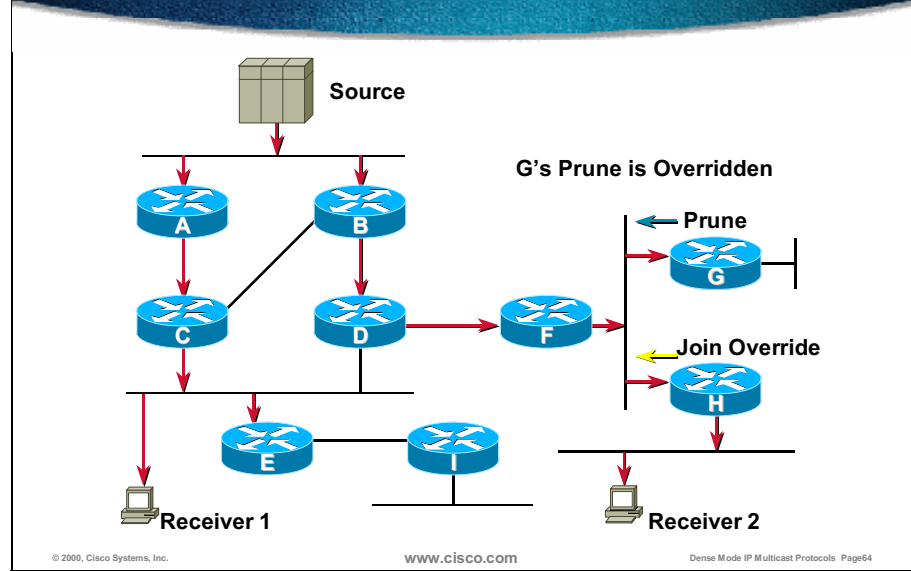 Source
G's Prune is Overridden
A
B
Prune
G
C
D
F
Join Override
H
E
I
Receiver 1
Receiver 2
© 2000, Cisco Systems, Inc.
www.cisco.com
Dense Mode IP Multicast Protocols Page64